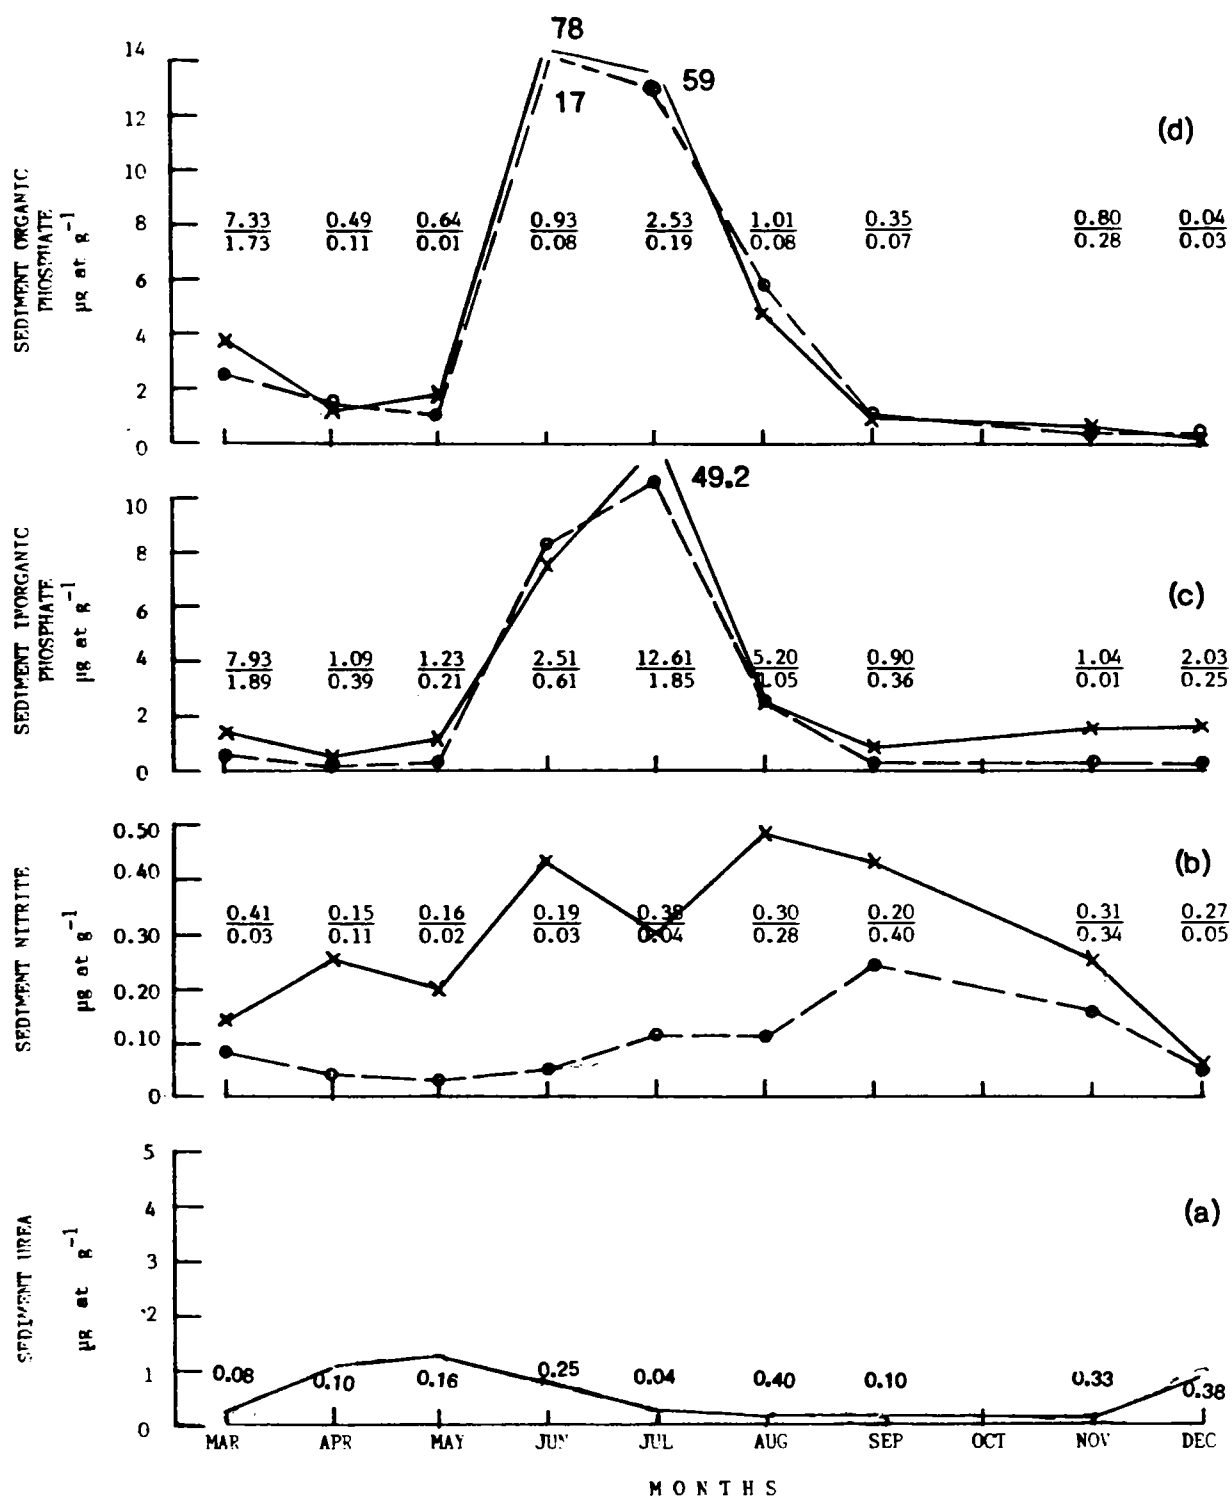 78
14
59
17
12
(d)
10
SEDIMENT ORGANIC
PHOSPHATE
µg at g⁻¹
8
7.33 0.49 0.64 0.93 2.53 1.01 0.35 0.80 0.04
1.73 0.11 0.01 0.08 0.19 0.08 0.07 0.28 0.03
6
4
2
0
49.2
10
8
(c)
SEDIMENT INORGANIC
PHOSPHATE
µg at g⁻¹
6
4
7.93 1.09 1.23 2.51 12.61 5.20 0.90 1.04 2.03
1.89 0.39 0.21 0.61 1.85 1.05 0.36 0.01 0.25
2
0
0.50
(b)
0.40
SEDIMENT NITRITE
µg at g⁻¹
0.41 0.15 0.16 0.19 0.38 0.30 0.20 0.31 0.27
0.03 0.11 0.02 0.03 0.04 0.28 0.40 0.34 0.05
0.30
0.20
0.10
0
5
(a)
4
SEDIMENT UREA
µg at g⁻¹
3
2
1
0.08 0.10 0.16 0.25 0.04 0.40 0.10 0.33 0.38
0
MAR APR MAY JUN JUL AUG SEP OCT NOV DEC
MONTHS